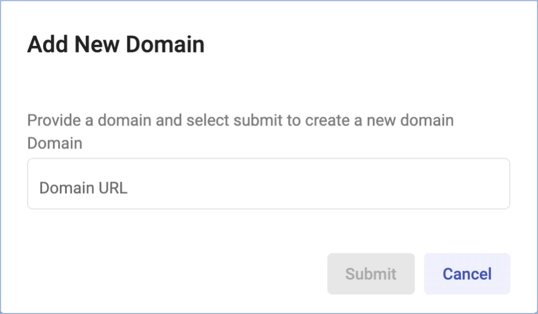 Add New Domain
Provide a domain and select submit to create a new domain
Domain
Domain URL
Submit Cancel